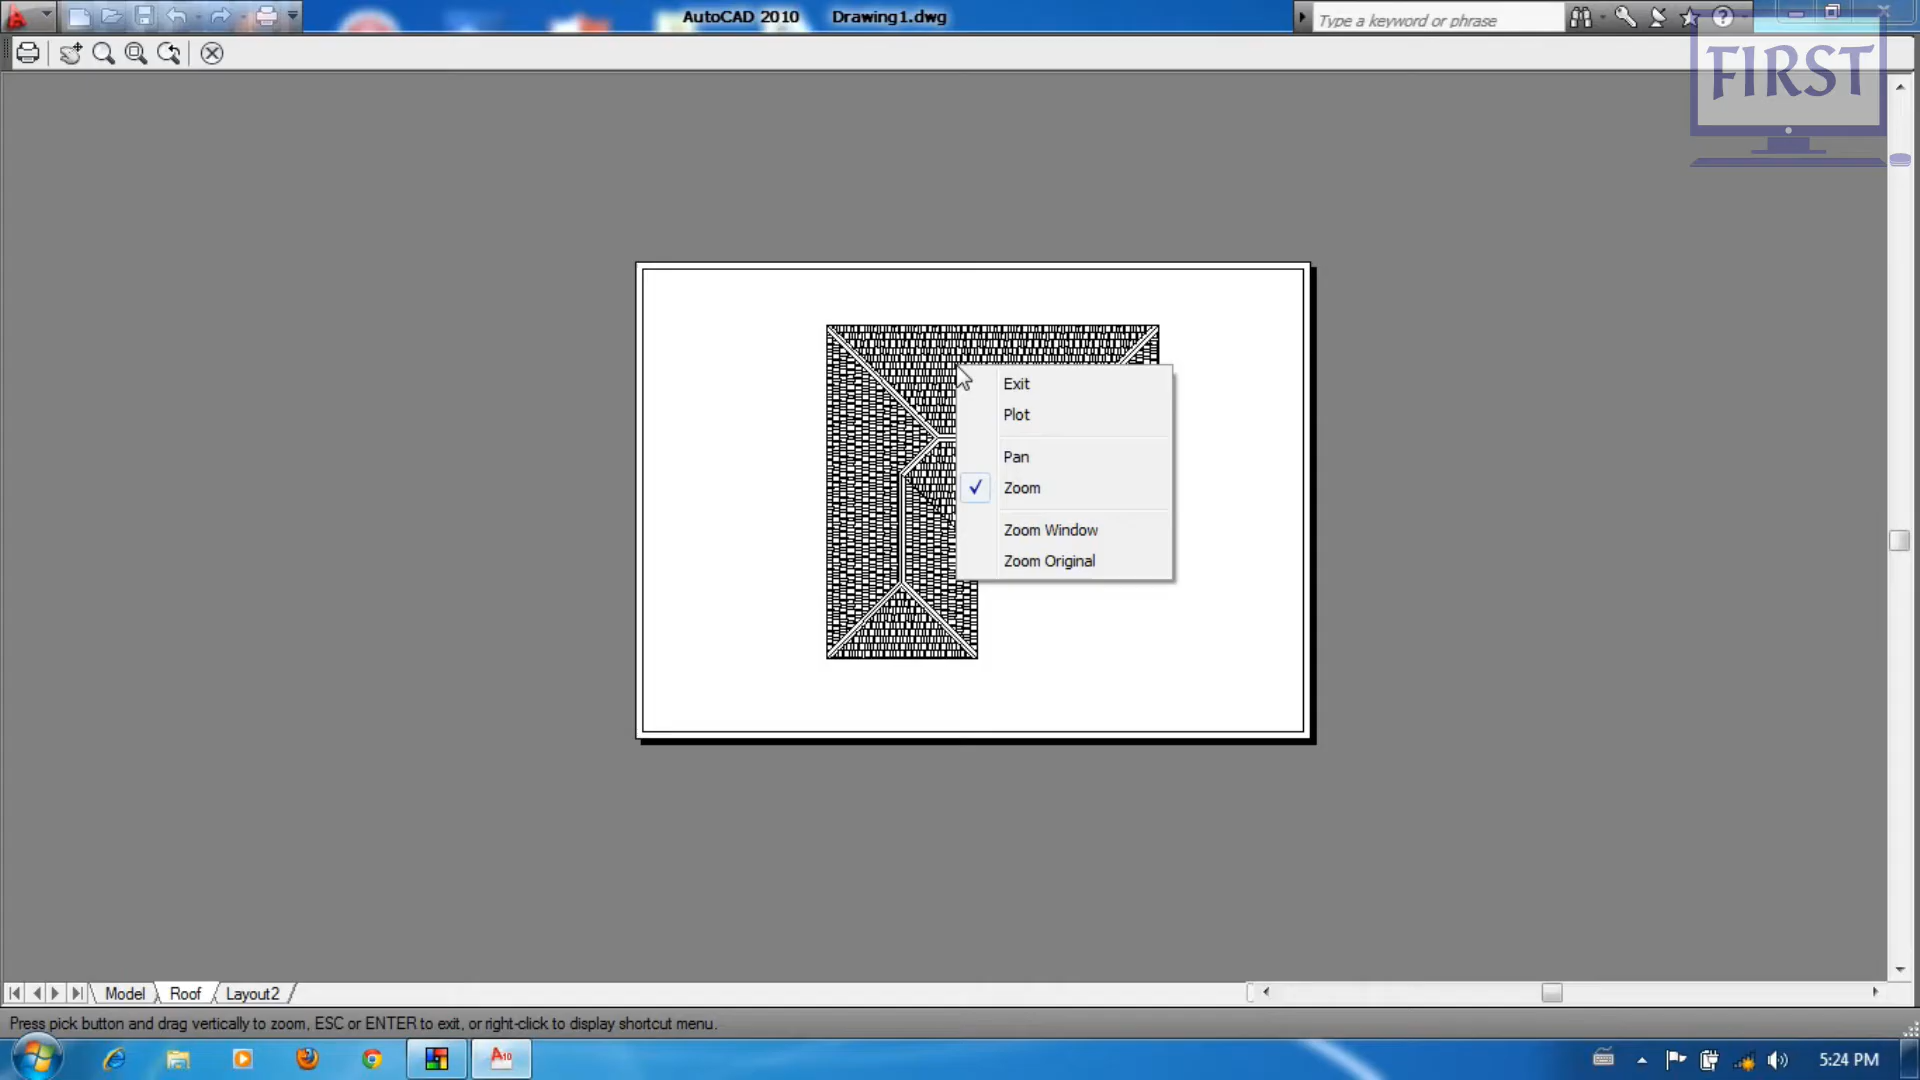 AutoCAD 2010 Drawing1.dwg
Type a keyword or phrase
FIRST
Exit
Plot
Pan
Zoom
Zoom Window
Zoom Original
Model
Roof
Layout2
Press pick button and drag vertically to zoom, ESC or ENTER to exit, or right-click to display shortcut menu.
A10
5:24 PM